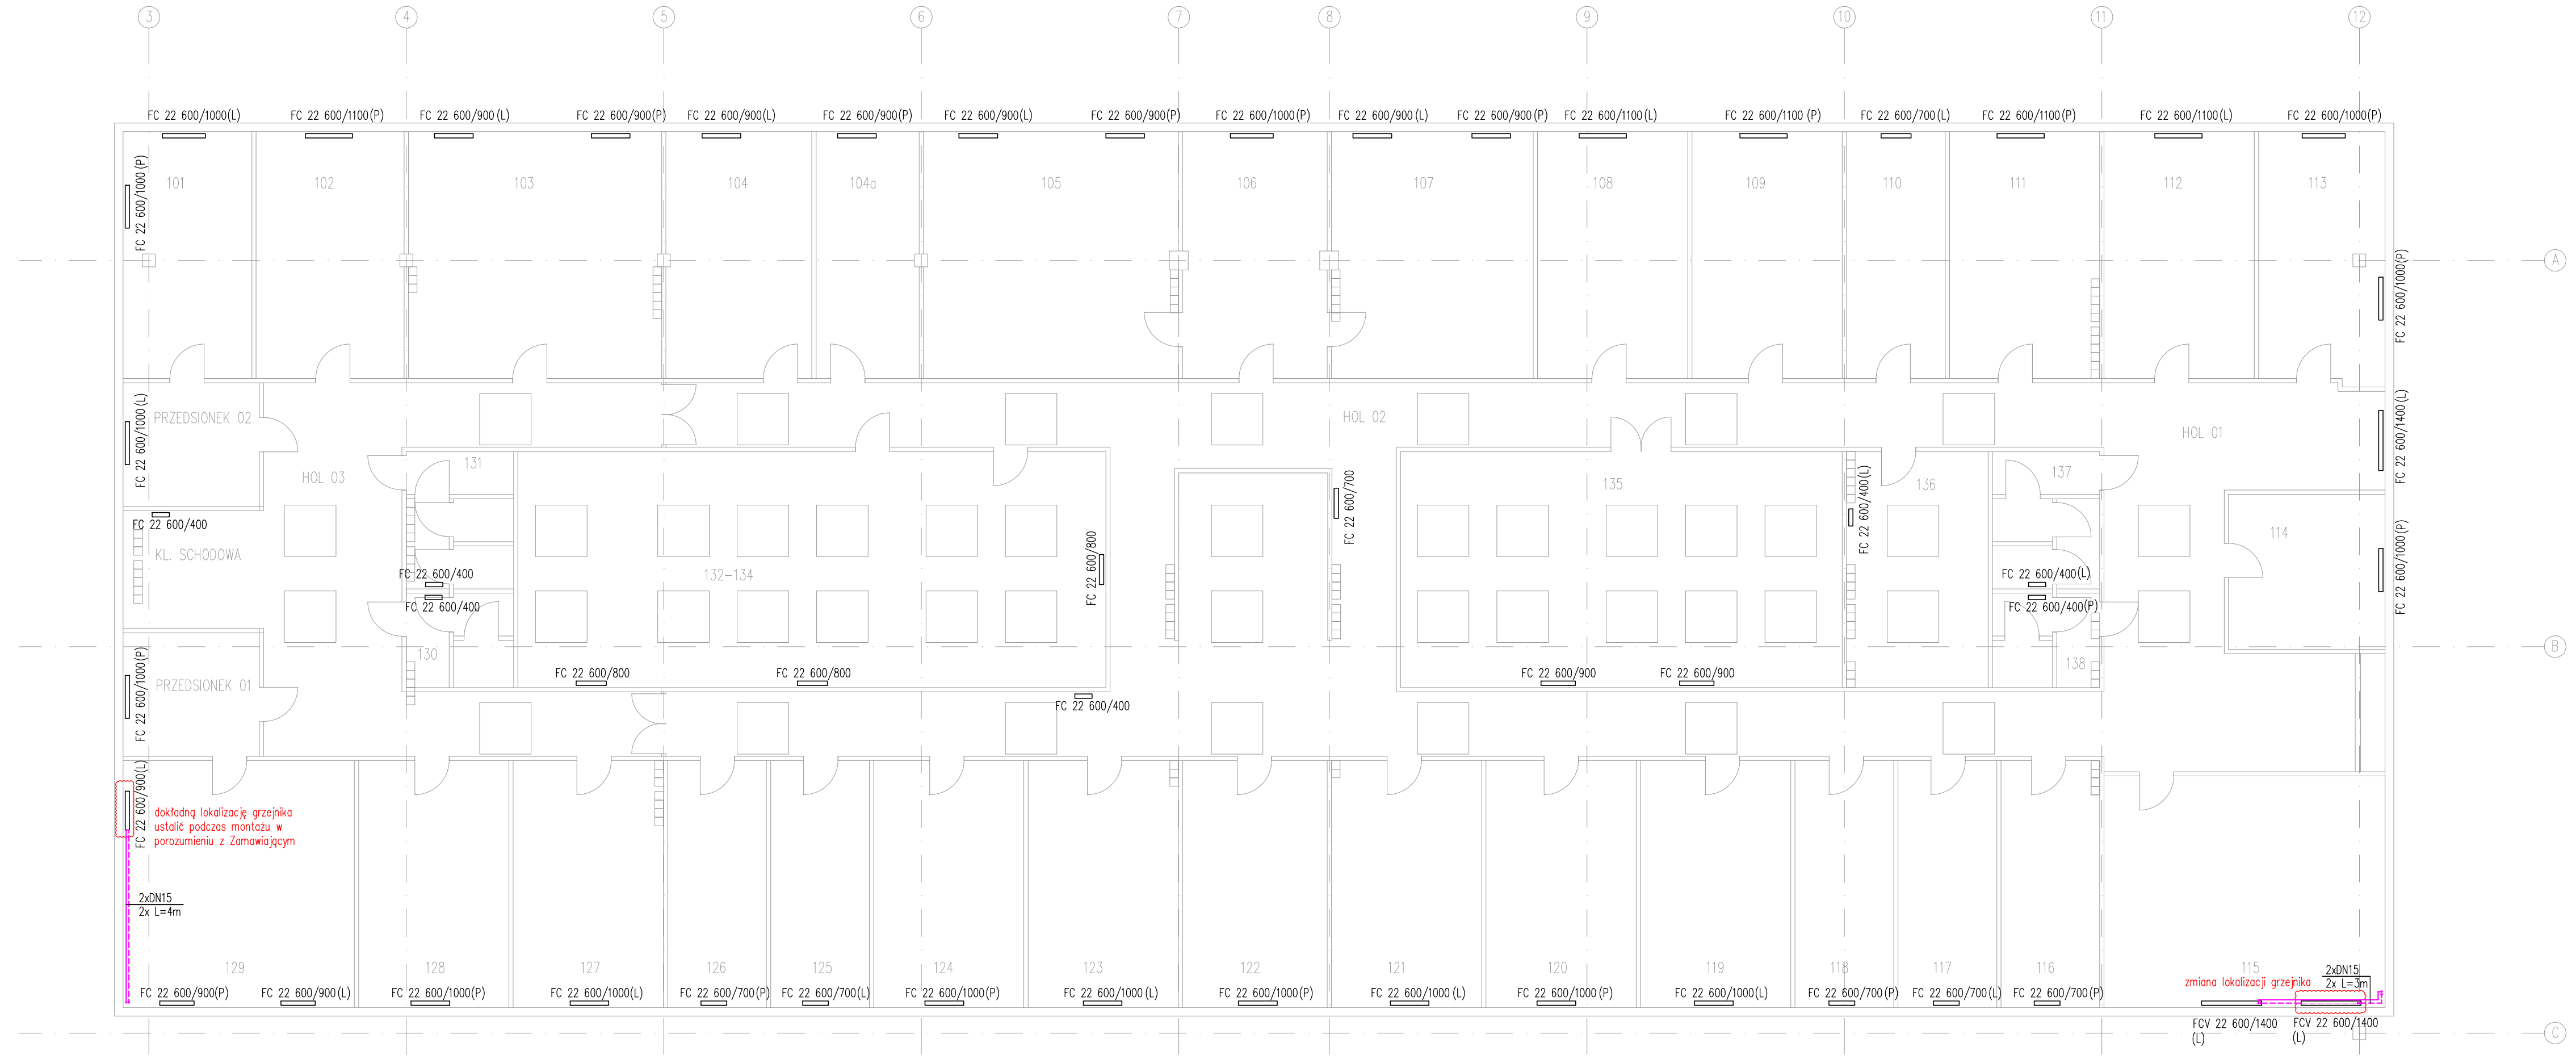 3 4 5 6 7 8 9 10 11 12
FC 22 600/1000(L) FC 22 600/1100(P) FC 22 600/900 (L) FC 22 600/900(P) FC 22 600/900(L) FC 22 600/900(P) FC 22 600/900(L) FC 22 600/900(P) FC 22 600/1000(P) FC 22 600/900 (L) FC 22 600/900(P) FC 22 600/1100(L) FC 22 600/1100 (P) FC 22 600/700(L) FC 22 600/1100(P) FC 22 600/1100(L) FC 22 600/1000(P)
FC 22 600/1000(P)
101 102 103 104 104a 105 106 107 108 109 110 111 112 113
A
FC 22 600/1000(P)
FC 22 600/1000(L)
PRZEDSIONEK 02
HOL 02
HOL 01
FC 22 600/1400(L)
HOL 03
131
135
136
137
FC 22 600/700
FC 22 600/400(L)
FC 22 600/400
KL. SCHODOWA
114
FC 22 600/1000(P)
FC 22 600/400
132-134
FC 22 600/800
FC 22 600/400(L)
FC 22 600/400
FC 22 600/400(P)
130
138
B
FC 22 600/1000(P)
PRZEDSIONEK 01
FC 22 600/800
FC 22 600/800
FC 22 600/900
FC 22 600/900
FC 22 600/400
FC 22 600/900(L)
dokładną lokalizację grzejnika
ustalić podczas montażu w
porozumieniu z Zamawiającym
2xDN15
2x L=4m
129 128 127 126 125 124 123 122 121 120 119 118 117 116 115
2xDN15
2x L=3m
zmiana lokalizacji grzejnika
FC 22 600/900(P) FC 22 600/900(L) FC 22 600/1000(P) FC 22 600/1000(L) FC 22 600/700(P) FC 22 600/700(L) FC 22 600/1000(P) FC 22 600/1000 (L) FC 22 600/1000(P) FC 22 600/1000 (L) FC 22 600/1000(P) FC 22 600/1000(L) FC 22 600/700(P) FC 22 600/700(L) FC 22 600/700(P)
FCV 22 600/1400
(L)
FCV 22 600/1400
(L)
C